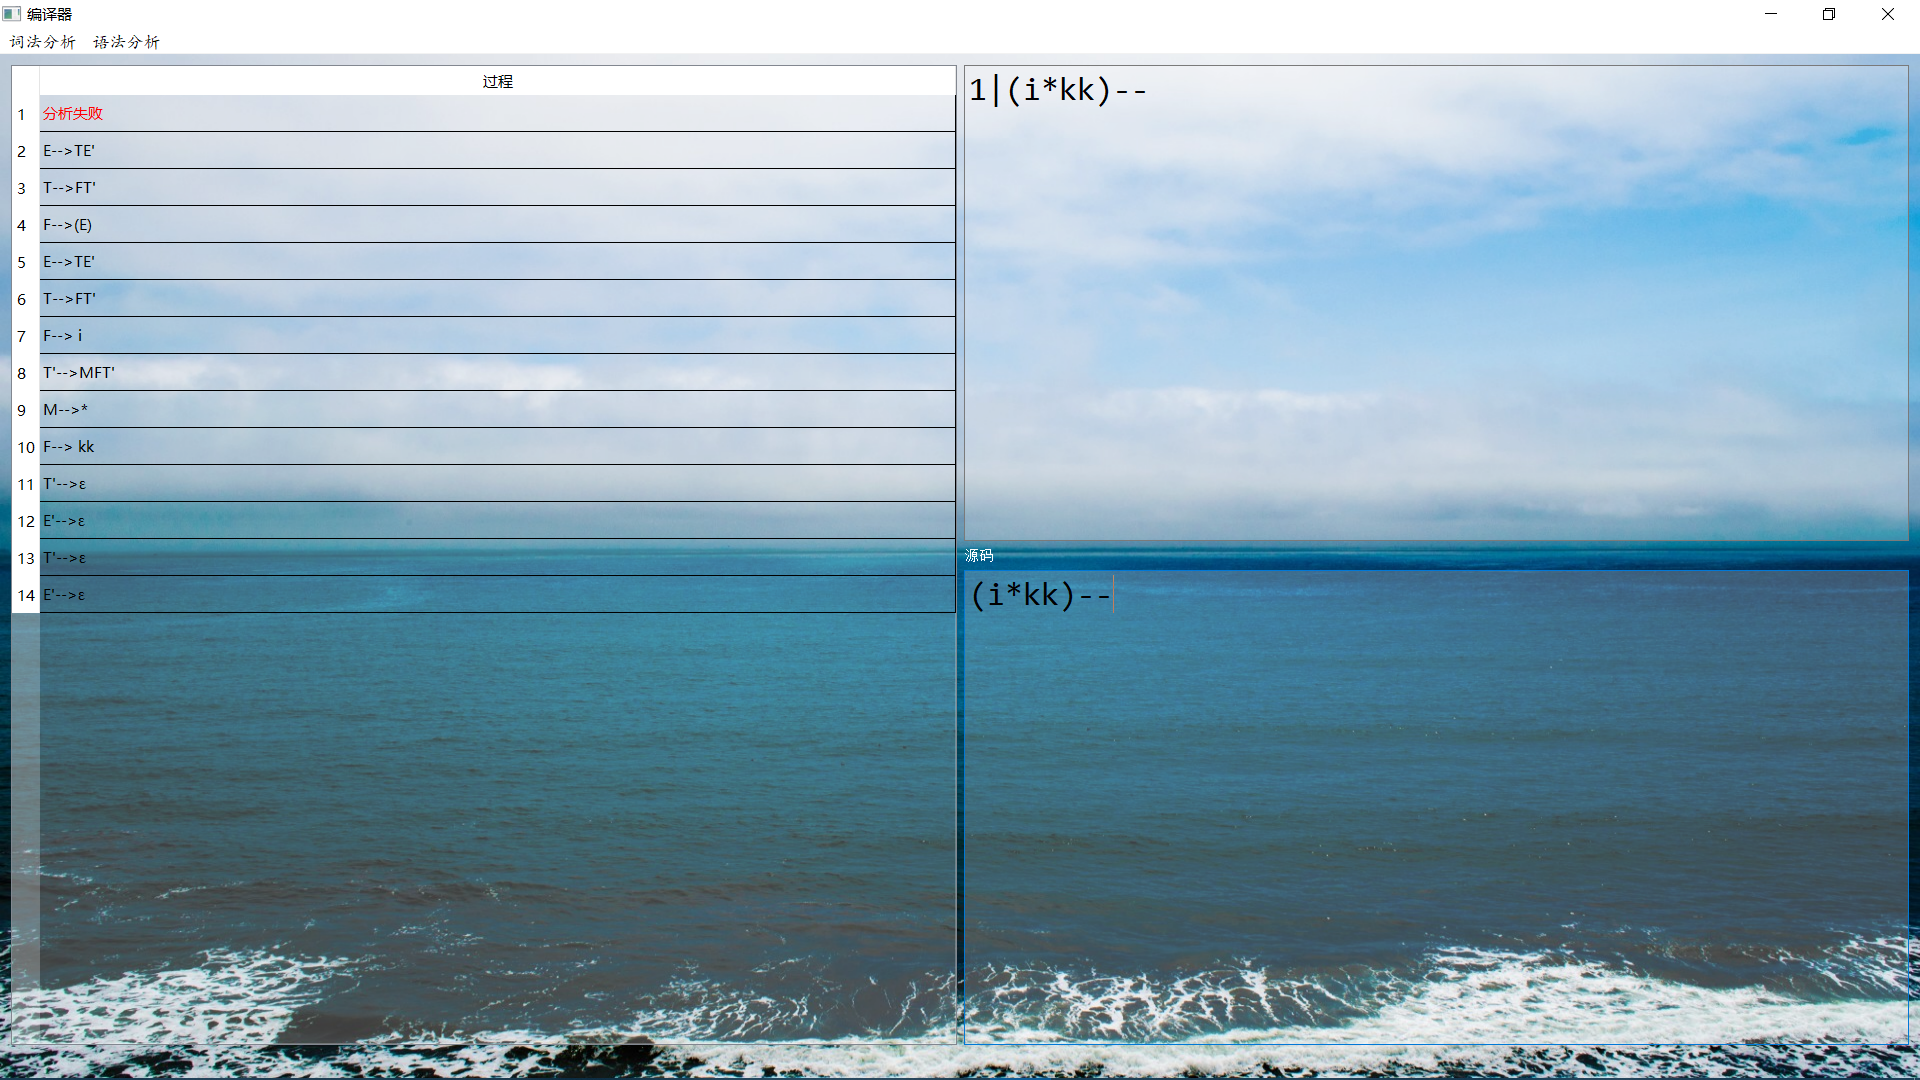 编译器
词法分析 语法分析
过程
1 分析失败
2 E-->TE'
3 T-->FT'
4 F-->(E)
5 E-->TE'
6 T-->FT'
7 F--> i
8 T'-->MFT'
9 M-->*
10 F--> kk
11 T'-->ε
12 E'-->ε
13 T'-->ε
14 E'-->ε
1|(i*kk)--
源码
(i*kk)--